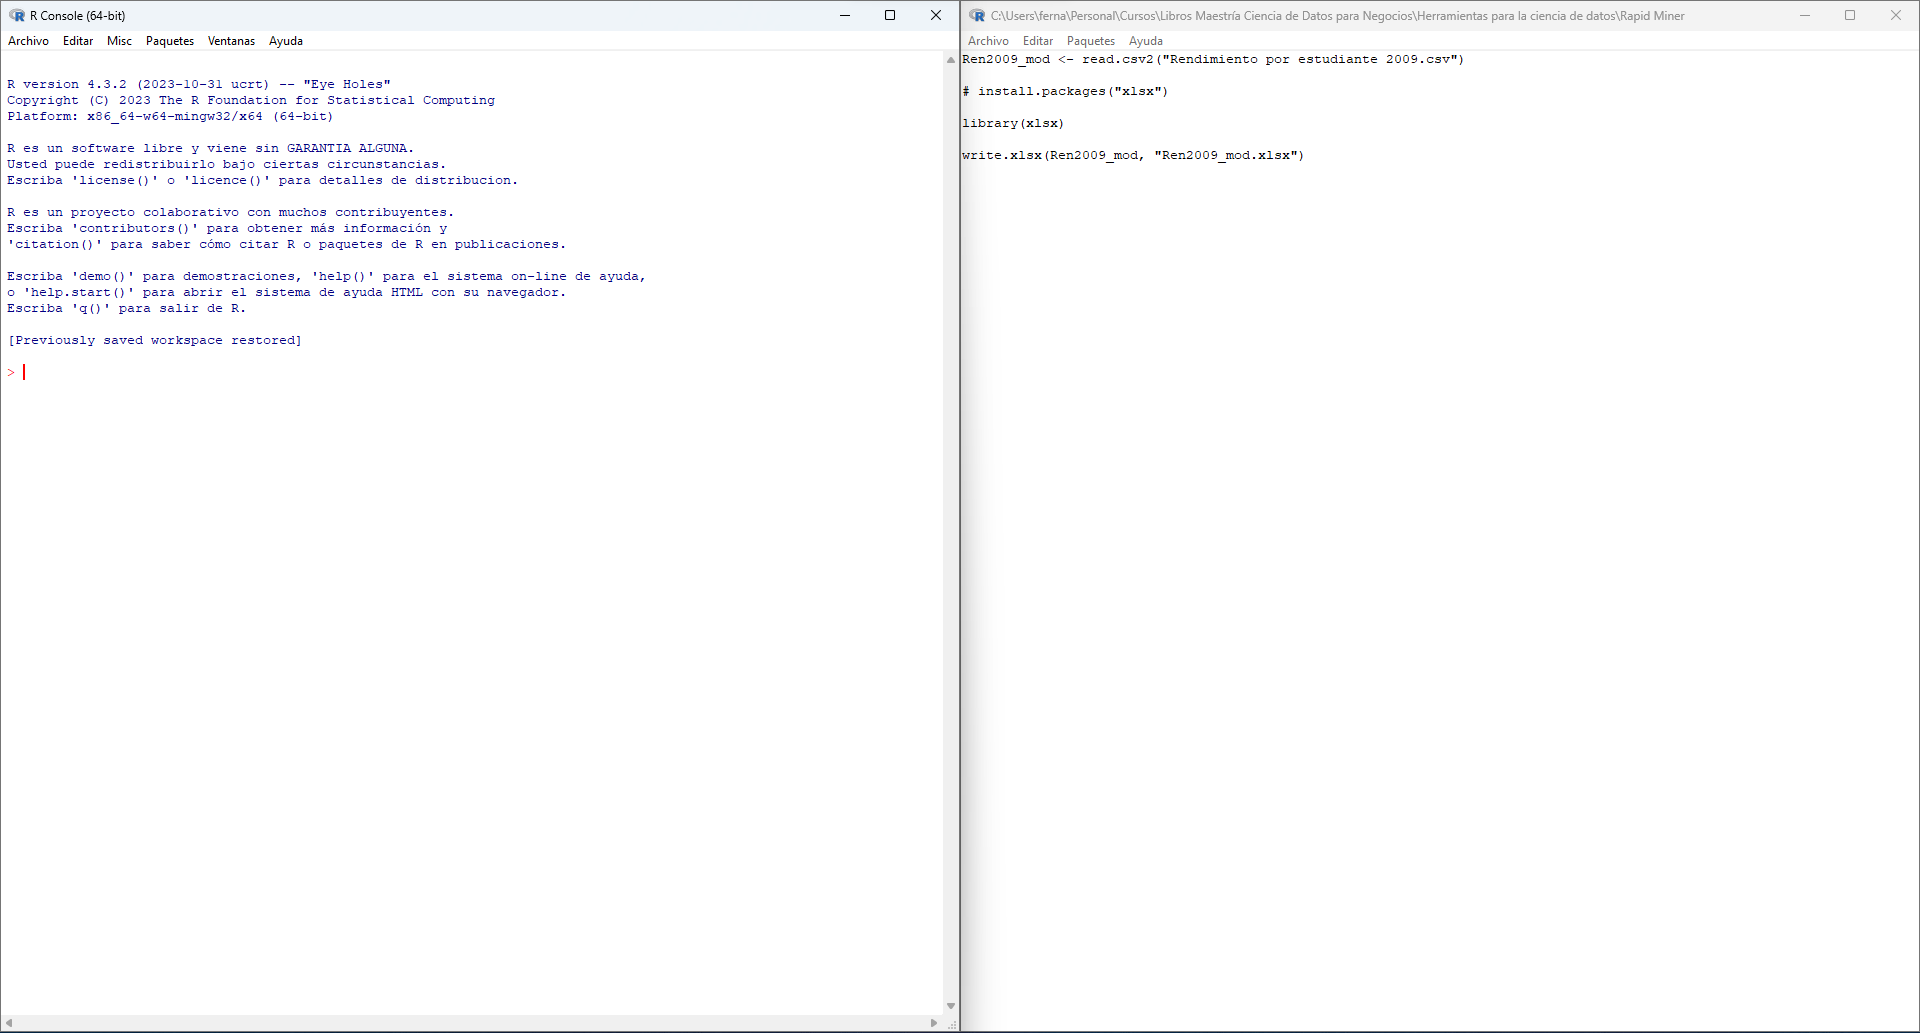 R Console (64-bit)
Archivo Editar Misc Paquetes Ventanas Ayuda
R version 4.3.2 (2023-10-31 ucrt) -- "Eye Holes"
Copyright (C) 2023 The R Foundation for Statistical Computing
Platform: x86_64-w64-mingw32/x64 (64-bit)
R es un software libre y viene sin GARANTIA ALGUNA.
Usted puede redistribuirlo bajo ciertas circunstancias.
Escriba 'license()' o 'licence()' para detalles de distribucion.
R es un proyecto colaborativo con muchos contribuyentes.
Escriba 'contributors()' para obtener más información y
'citation()' para saber cómo citar R o paquetes de R en publicaciones.
Escriba 'demo()' para demostraciones, 'help()' para el sistema on-line de ayuda,
o 'help.start()' para abrir el sistema de ayuda HTML con su navegador.
Escriba 'q()' para salir de R.
[Previously saved workspace restored]
>
C:\Users\ferna\Personal\Cursos\Libros Maestría Ciencia de Datos para Negocios\Herramientas para la ciencia de datos\Rapid Miner
Archivo Editar Paquetes Ayuda
Ren2009_mod <- read.csv2("Rendimiento por estudiante 2009.csv")
# install.packages("xlsx")
library(xlsx)
write.xlsx(Ren2009_mod, "Ren2009_mod.xlsx")